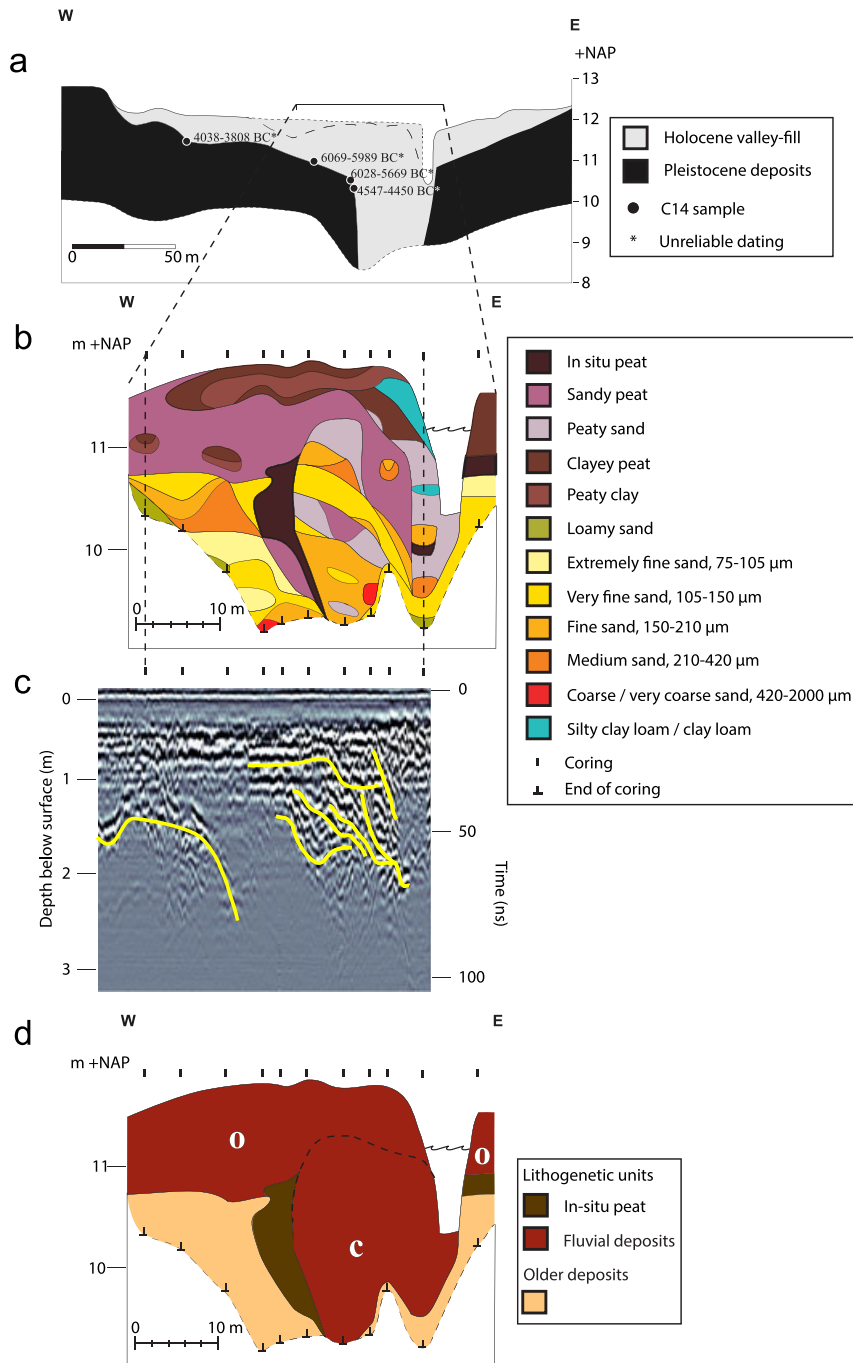 W
E
a
+NAP
13
12
11
10
9
8
4038-3808 BC*
6069-5989 BC*
6028-5669 BC*
4547-4450 BC*
0 50 m
Holocene valley-fill
Pleistocene deposits
C14 sample
* Unreliable dating
W E
b
m +NAP
11
10
0 10 m
In situ peat
Sandy peat
Peaty sand
Clayey peat
Peaty clay
Loamy sand
Extremely fine sand, 75-105 µm
Very fine sand, 105-150 µm
Fine sand, 150-210 µm
Medium sand, 210-420 µm
Coarse / very coarse sand, 420-2000 µm
Silty clay loam / clay loam
Coring
End of coring
c
Depth below surface (m)
0
1
2
3
0
50
100
Time (ns)
W E
d
m +NAP
11
10
O
O
C
0 10 m
Lithogenetic units
In-situ peat
Fluvial deposits
Older deposits